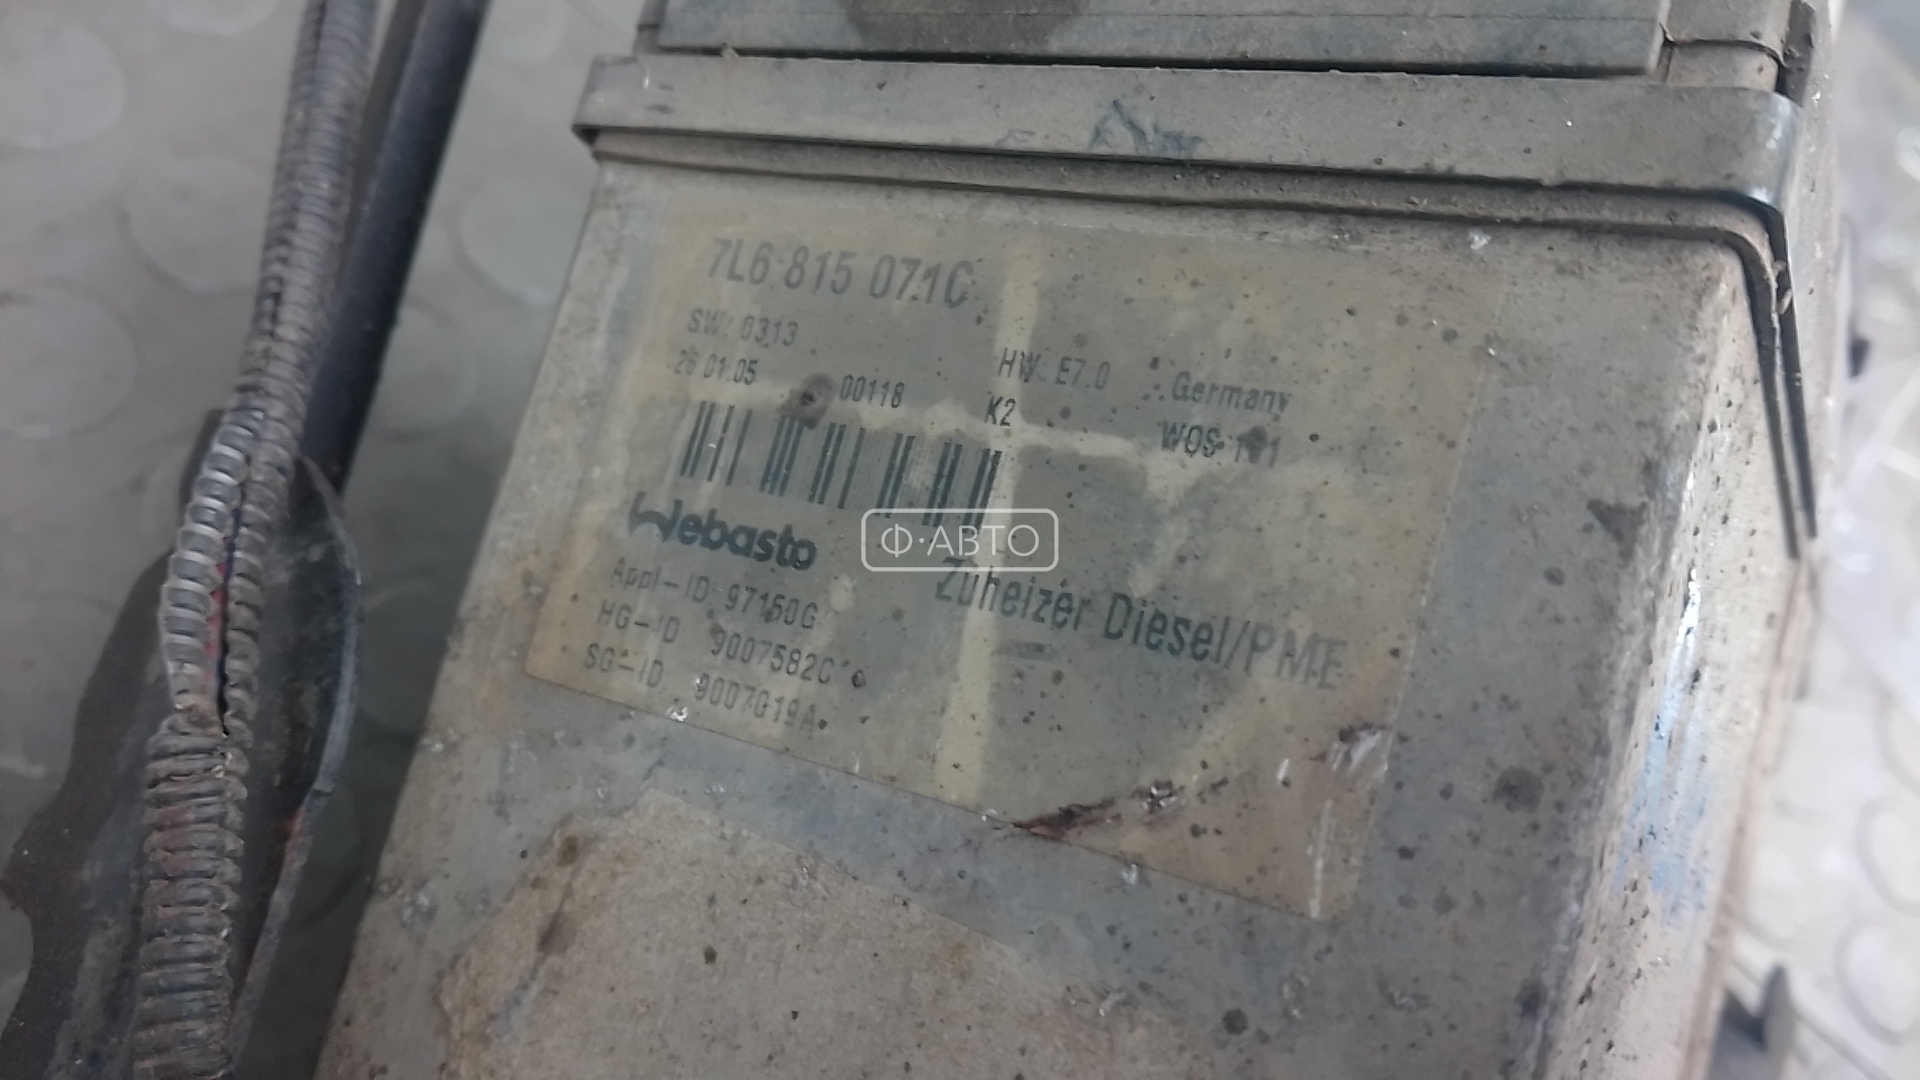 7L6 815 071C
SW: 0313
HW: E7.0 Germany
26.01.05 00118 K2 WOS
Webasto
Zuheizer Diesel/PME
Appl-ID 97150G
HG-ID 9007582C
SG-ID 9007019A
Ф·АВТО